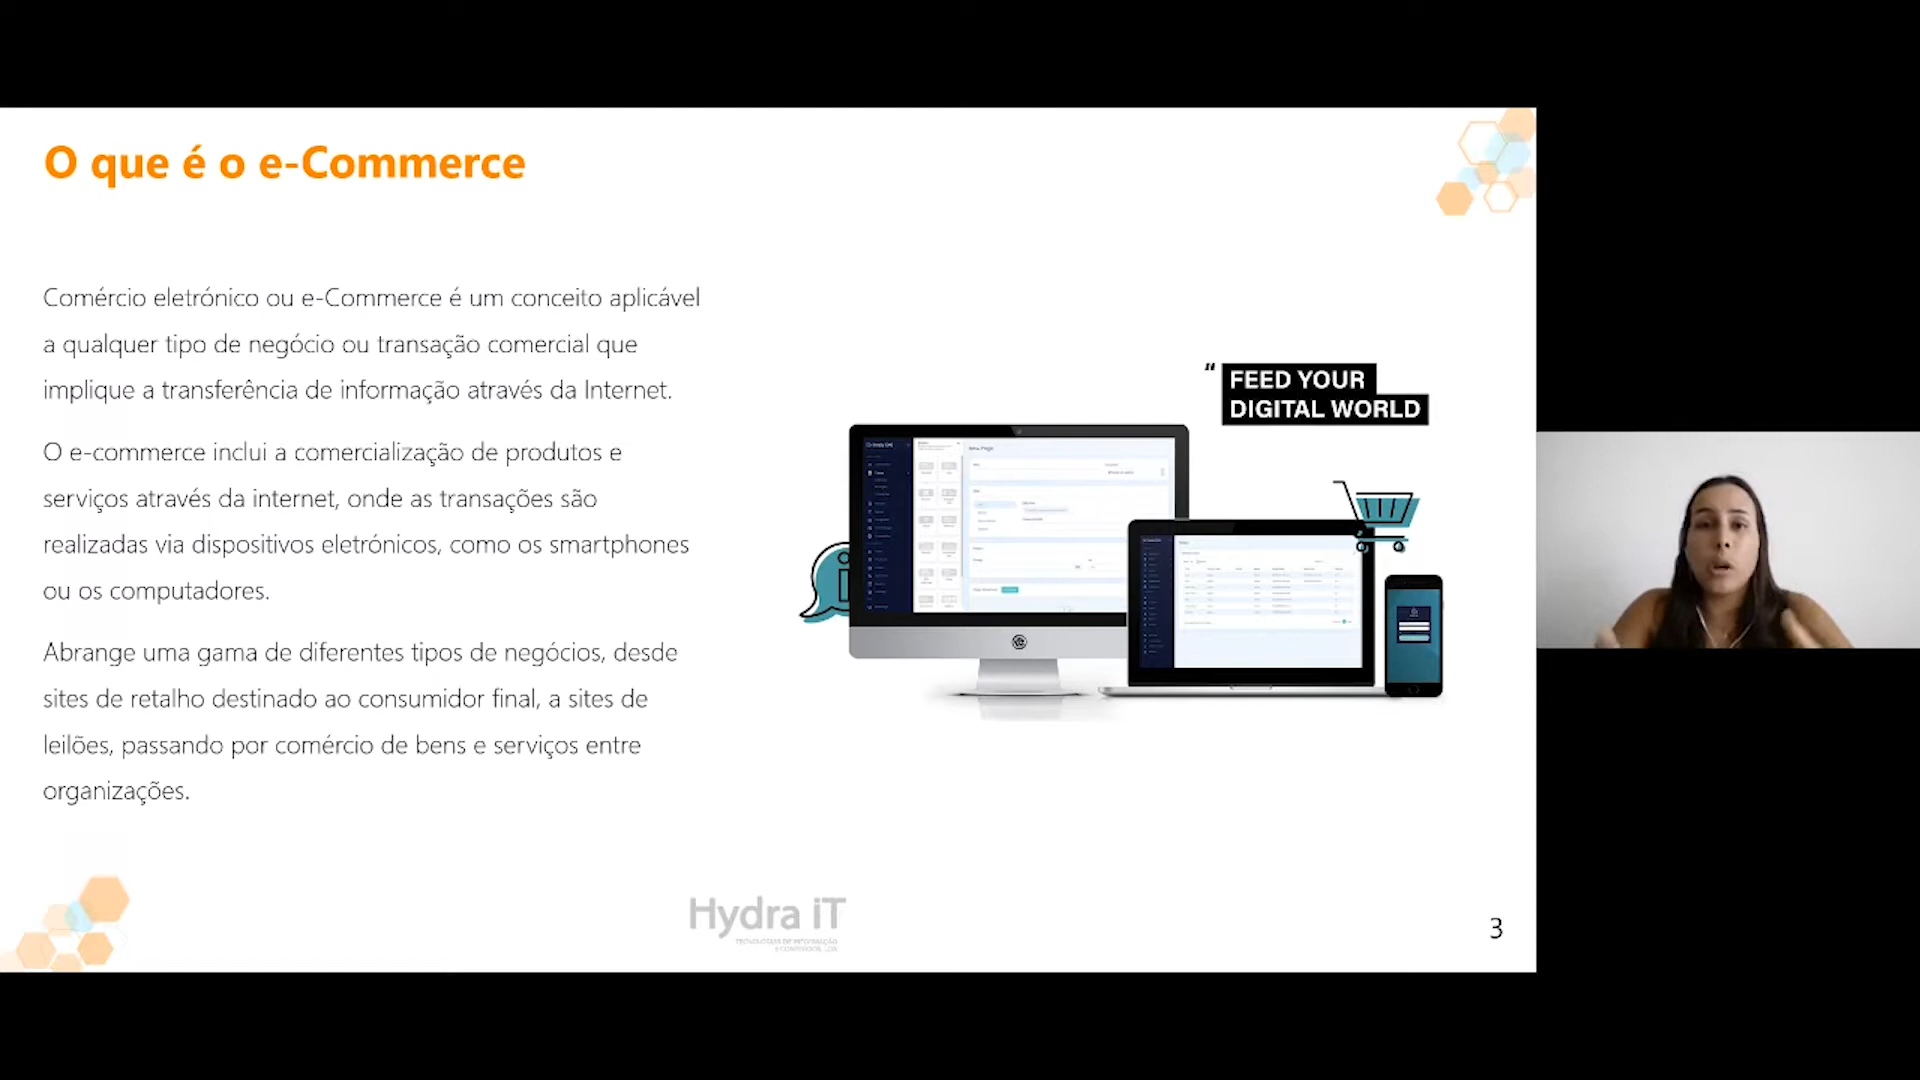 O que é o e-Commerce
Comércio eletrónico ou e-Commerce é um conceito aplicável
a qualquer tipo de negócio ou transação comercial que
implique a transferência de informação através da Internet.
O e-commerce inclui a comercialização de produtos e
serviços através da internet, onde as transações são
realizadas via dispositivos eletrónicos, como os smartphones
ou os computadores.
Abrange uma gama de diferentes tipos de negócios, desde
sites de retalho destinado ao consumidor final, a sites de
leilões, passando por comércio de bens e serviços entre
organizações.
“ FEED YOUR
DIGITAL WORLD
Hydra iT
TECNOLOGIAS DE INFORMAÇÃO
3